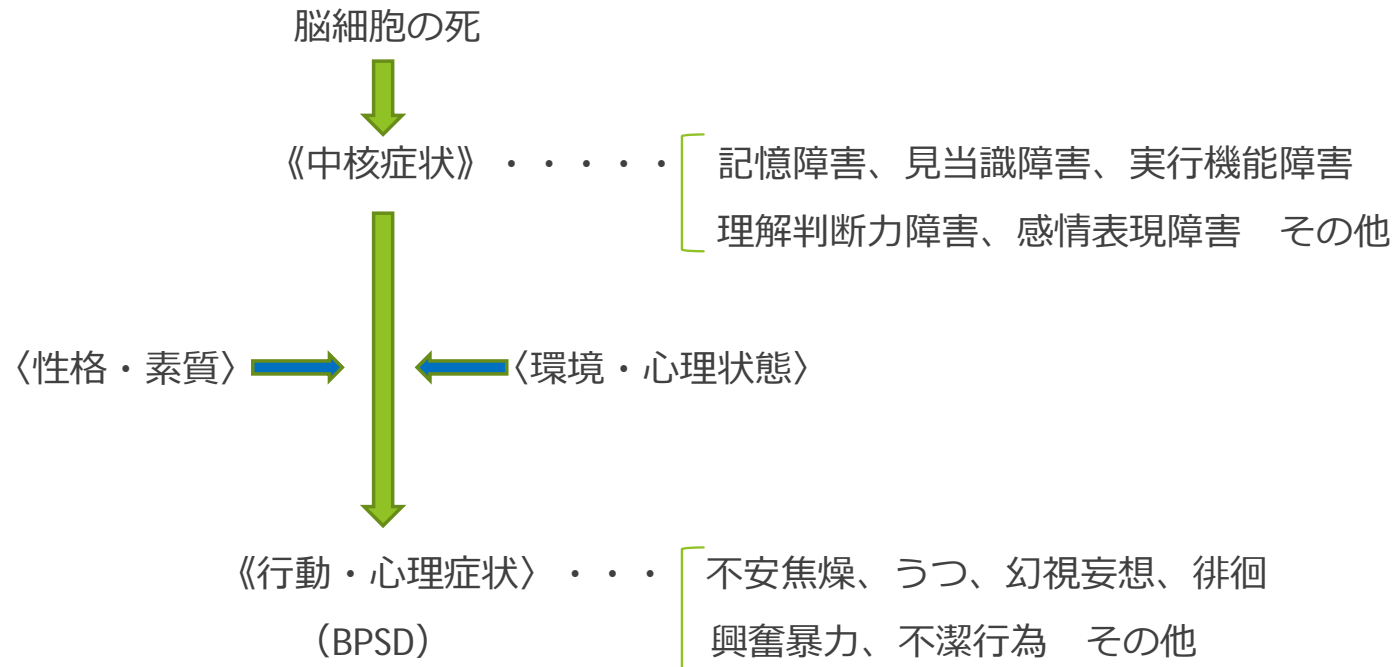 脳細胞の死
《中核症状》・・・・・ 記憶障害、見当識障害、実行機能障害
理解判断力障害、感情表現障害　その他
〈性格・素質〉 〈環境・心理状態〉
《行動・心理症状〉・・・ 不安焦燥、うつ、幻視妄想、徘徊
（BPSD） 興奮暴力、不潔行為　その他